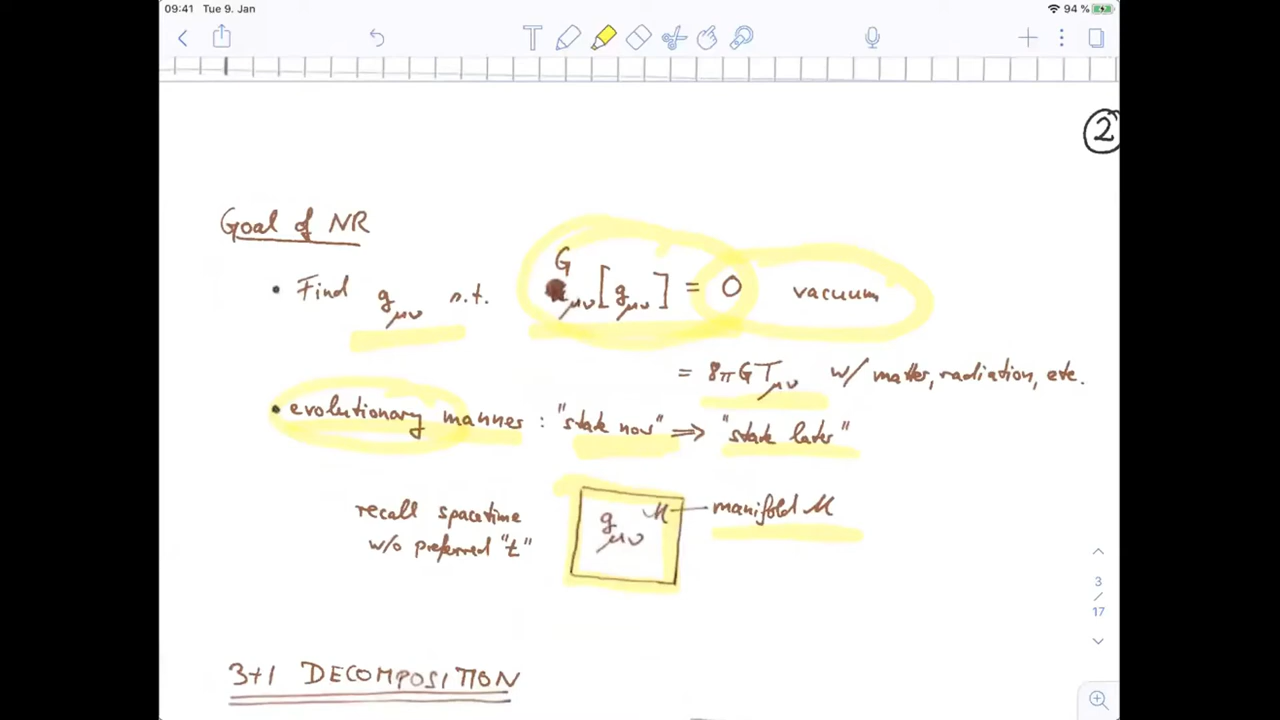 09:41 Tue 9. Jan
94 %
T
2
Goal of NR
• Find g_μν s.t. G_μν [g_μν] = 0 vacuum
= 8πG T_μν w/ matter, radiation, etc.
• evolutionary manner : "state now" ⟹ "state later"
recall spacetime
w/o preferred "t"
g_μν M — manifold M
3
/
17
3+1 DECOMPOSITION